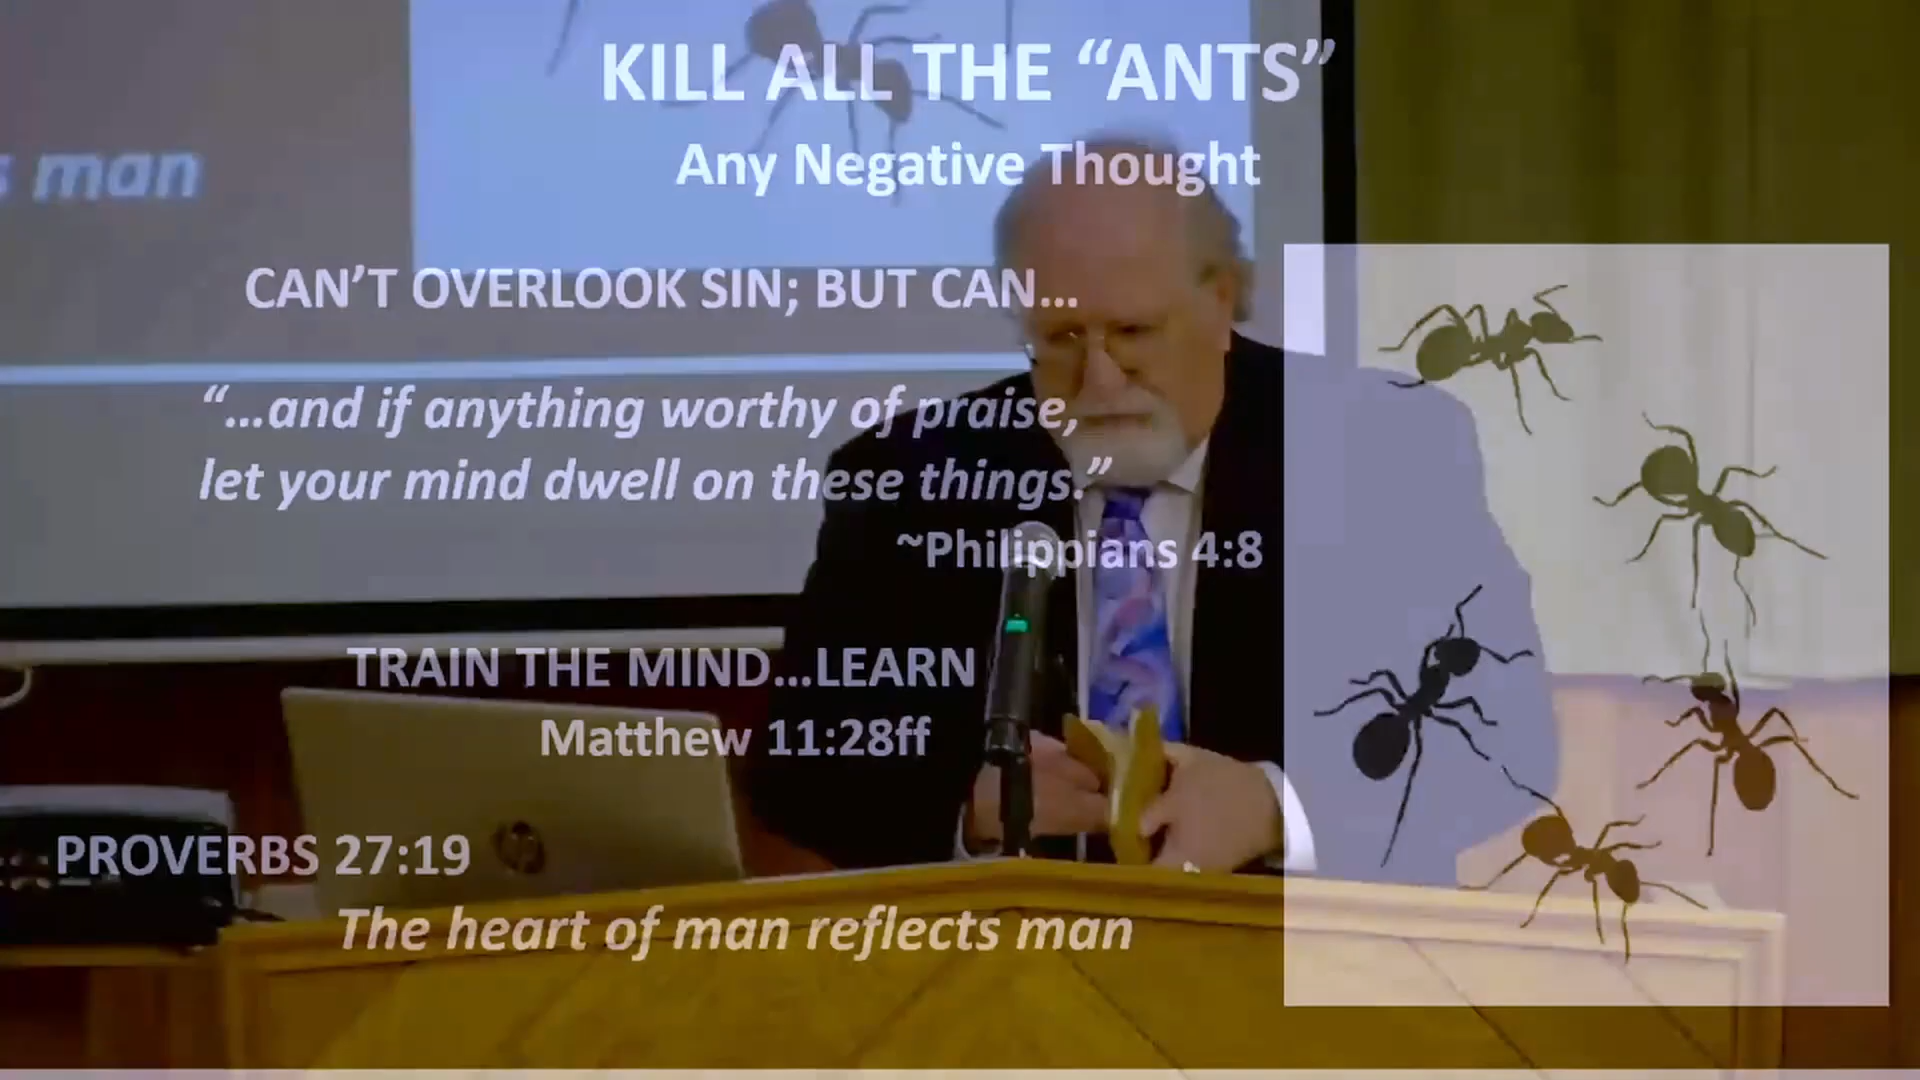 KILL ALL THE “ANTS”
Any Negative Thought
s man
CAN’T OVERLOOK SIN; BUT CAN...
“...and if anything worthy of praise,
let your mind dwell on these things.”
~Philippians 4:8
TRAIN THE MIND...LEARN
Matthew 11:28ff
PROVERBS 27:19
The heart of man reflects man
hp